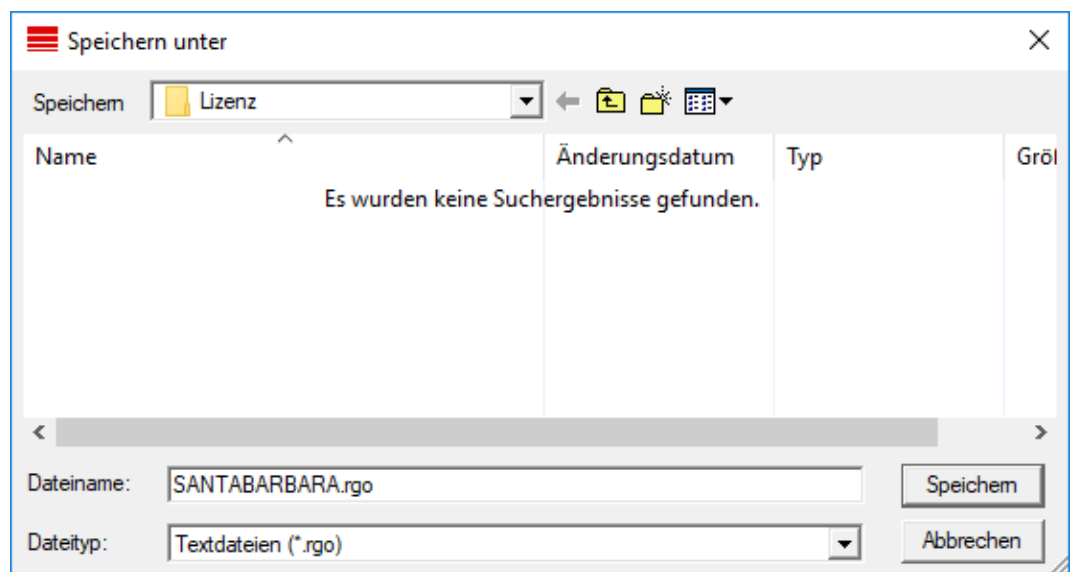 Speichern unter
Speichern Lizenz
Name Änderungsdatum Typ Größ
Es wurden keine Suchergebnisse gefunden.
Dateiname: SANTABARBARA.rgo Speichern
Dateityp: Textdateien (*.rgo) Abbrechen